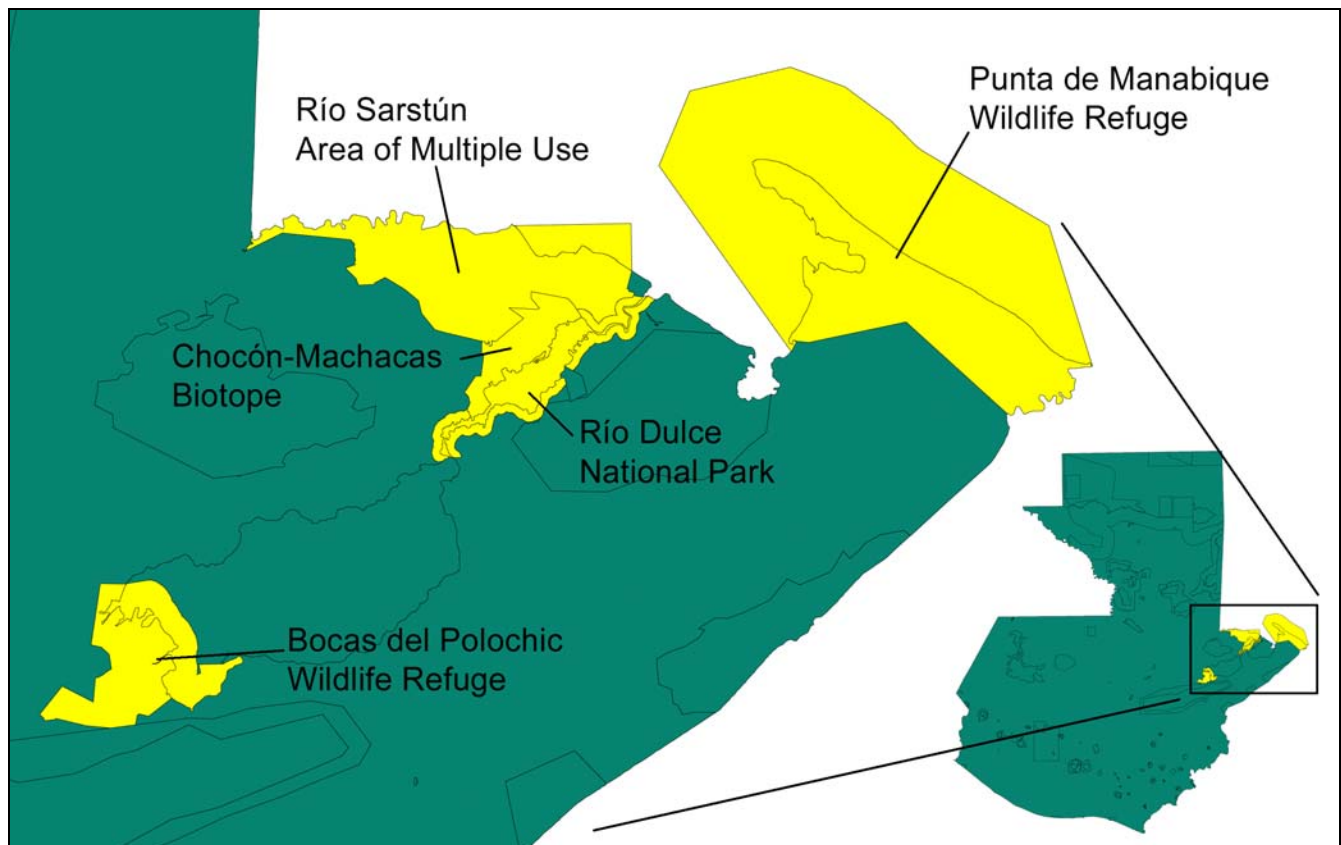 Río Sarstún
Area of Multiple Use
Punta de Manabique
Wildlife Refuge
Chocón-Machacas
Biotope
Río Dulce
National Park
Bocas del Polochic
Wildlife Refuge